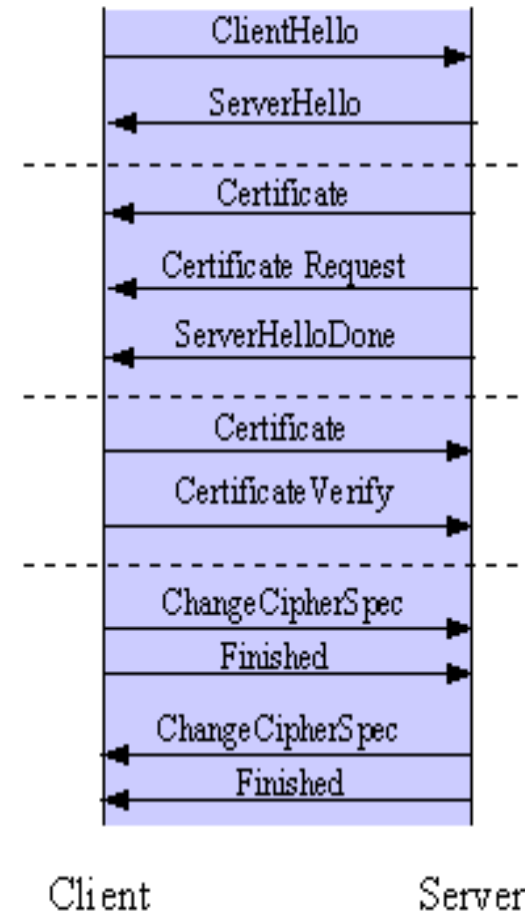 ClientHello
ServerHello
Certificate
Certificate Request
ServerHelloDone
Certificate
CertificateVerify
ChangeCipherSpec
Finished
ChangeCipherSpec
Finished
Client Server